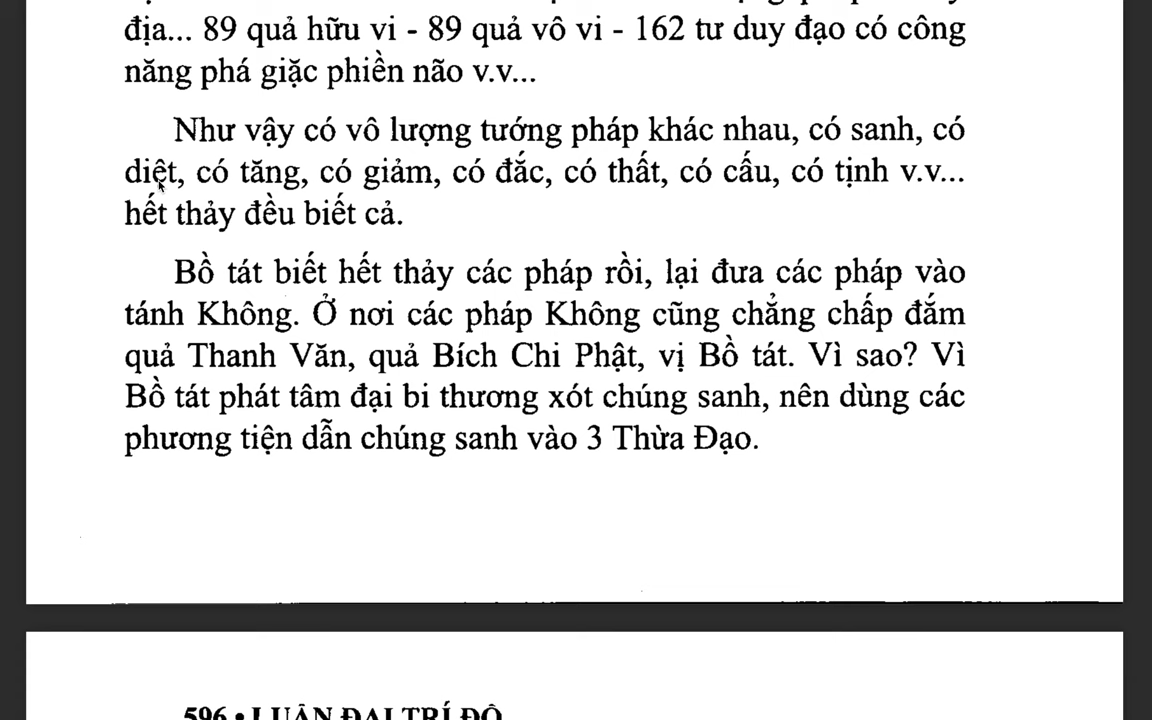 địa... 89 quả hữu vi - 89 quả vô vi - 162 tư duy đạo có công
năng phá giặc phiền não v.v...
Như vậy có vô lượng tướng pháp khác nhau, có sanh, có
diệt, có tăng, có giảm, có đắc, có thất, có cấu, có tịnh v.v...
hết thảy đều biết cả.
Bồ tát biết hết thảy các pháp rồi, lại đưa các pháp vào
tánh Không. Ở nơi các pháp Không cũng chẳng chấp đắm
quả Thanh Văn, quả Bích Chi Phật, vị Bồ tát. Vì sao? Vì
Bồ tát phát tâm đại bi thương xót chúng sanh, nên dùng các
phương tiện dẫn chúng sanh vào 3 Thừa Đạo.
596 • LUẬN ĐẠI TRÍ ĐỘ